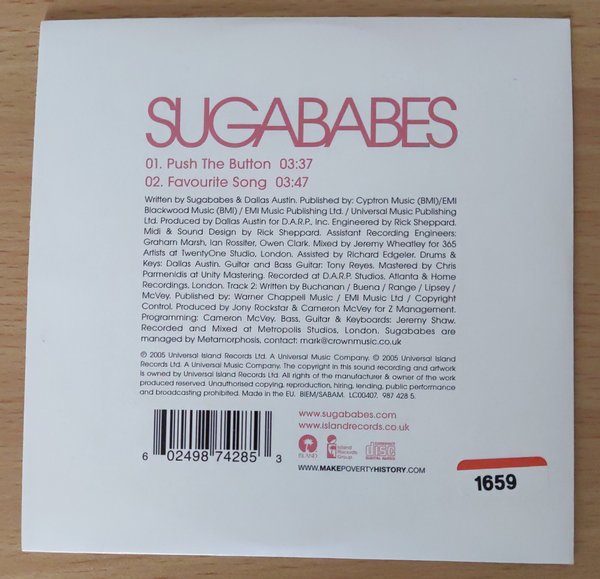 SUGABABES
01. Push The Button 03:37
02. Favourite Song 03:47
Written by Sugababes & Dallas Austin. Published by: Cyptron Music (BMI)/EMI
Blackwood Music (BMI) / EMI Music Publishing Ltd. / Universal Music Publishing
Ltd. Produced by Dallas Austin for D.A.R.P., Inc. Engineered by Rick Sheppard.
Midi & Sound Design by Rick Sheppard. Assistant Recording Engineers:
Graham Marsh, Ian Rossiter, Owen Clark. Mixed by Jeremy Wheatley for 365
Artists at TwentyOne Studio, London. Assisted by Richard Edgeler. Drums &
Keys: Dallas Austin. Guitar and Bass Guitar: Tony Reyes. Mastered by Chris
Parmenidis at Unity Mastering. Recorded at D.A.R.P. Studios, Atlanta & Home
Recordings, London. Track 2: Written by Buchanan / Buena / Range / Lipsey /
McVey. Published by: Warner Chappell Music / EMI Music Ltd / Copyright
Control. Produced by Jony Rockstar & Cameron McVey for Z Management.
Programming: Cameron McVey. Bass, Guitar & Keyboards: Jeremy Shaw.
Recorded and Mixed at Metropolis Studios, London. Sugababes are
managed by Metamorphosis, contact: mark@crownmusic.co.uk
℗ 2005 Universal Island Records Ltd. A Universal Music Company. © 2005 Universal Island
Records Ltd. A Universal Music Company. The copyright in this sound recording and artwork
is owned by Universal Island Records Ltd. All rights of the manufacturer & owner of the work
produced reserved. Unauthorised copying, reproduction, hiring, lending, public performance
and broadcasting prohibited. Made in the EU. BIEM/SABAM. LC00407. 987 428 5.
www.sugababes.com
www.islandrecords.co.uk
ISLAND
Island Records Group
COMPACT disc DIGITAL AUDIO
6 02498 74285 3
WWW.MAKEPOVERTYHISTORY.COM
1659